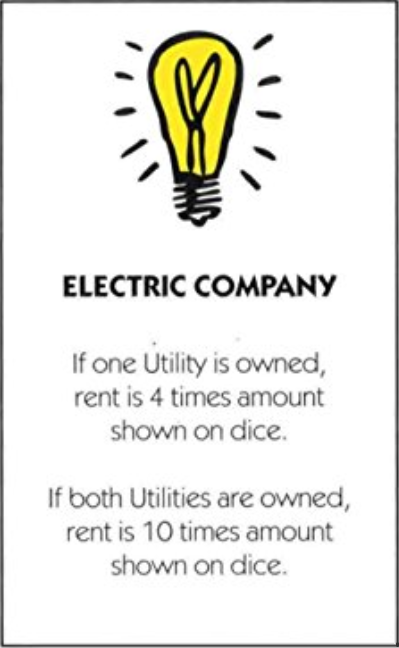 ELECTRIC COMPANY
If one Utility is owned,
rent is 4 times amount
shown on dice.
If both Utilities are owned,
rent is 10 times amount
shown on dice.